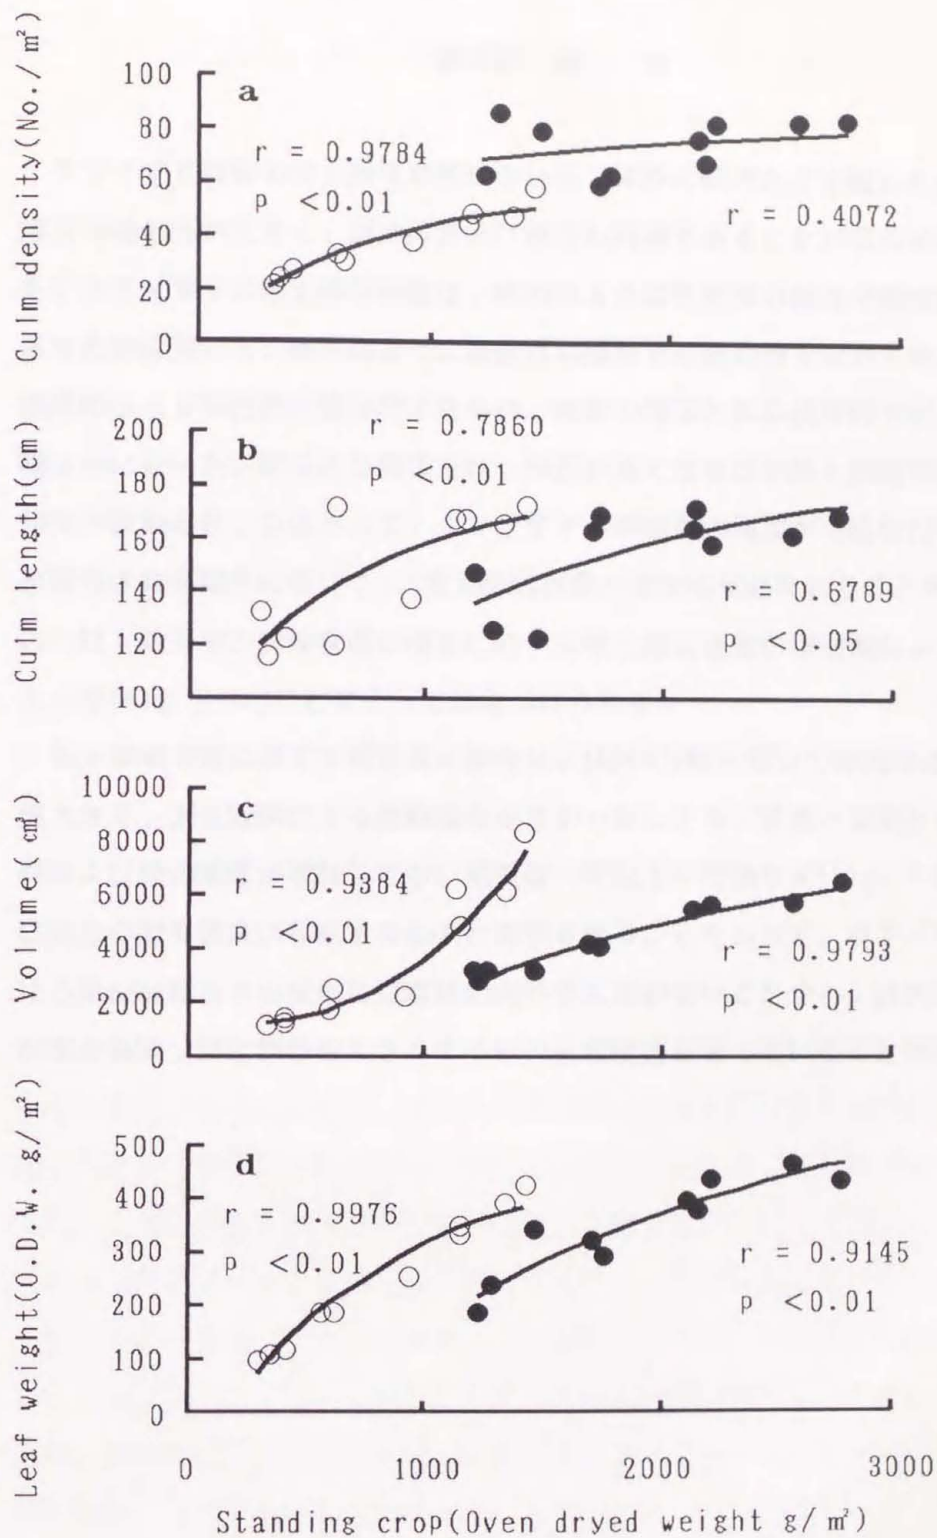 Culm density(No./㎡)
100
80
60
40
20
0
a
r = 0.9784
p <0.01
r = 0.4072
Culm length(cm)
200
180
160
140
120
100
b
r = 0.7860
p <0.01
r = 0.6789
p <0.05
Volume(㎤)
10000
8000
6000
4000
2000
0
c
r = 0.9384
p <0.01
r = 0.9793
p <0.01
Leaf weight(O.D.W. g/㎡)
500
400
300
200
100
0
d
r = 0.9976
p <0.01
r = 0.9145
p <0.01
0 1000 2000 3000
Standing crop(Oven dryed weight g/㎡)